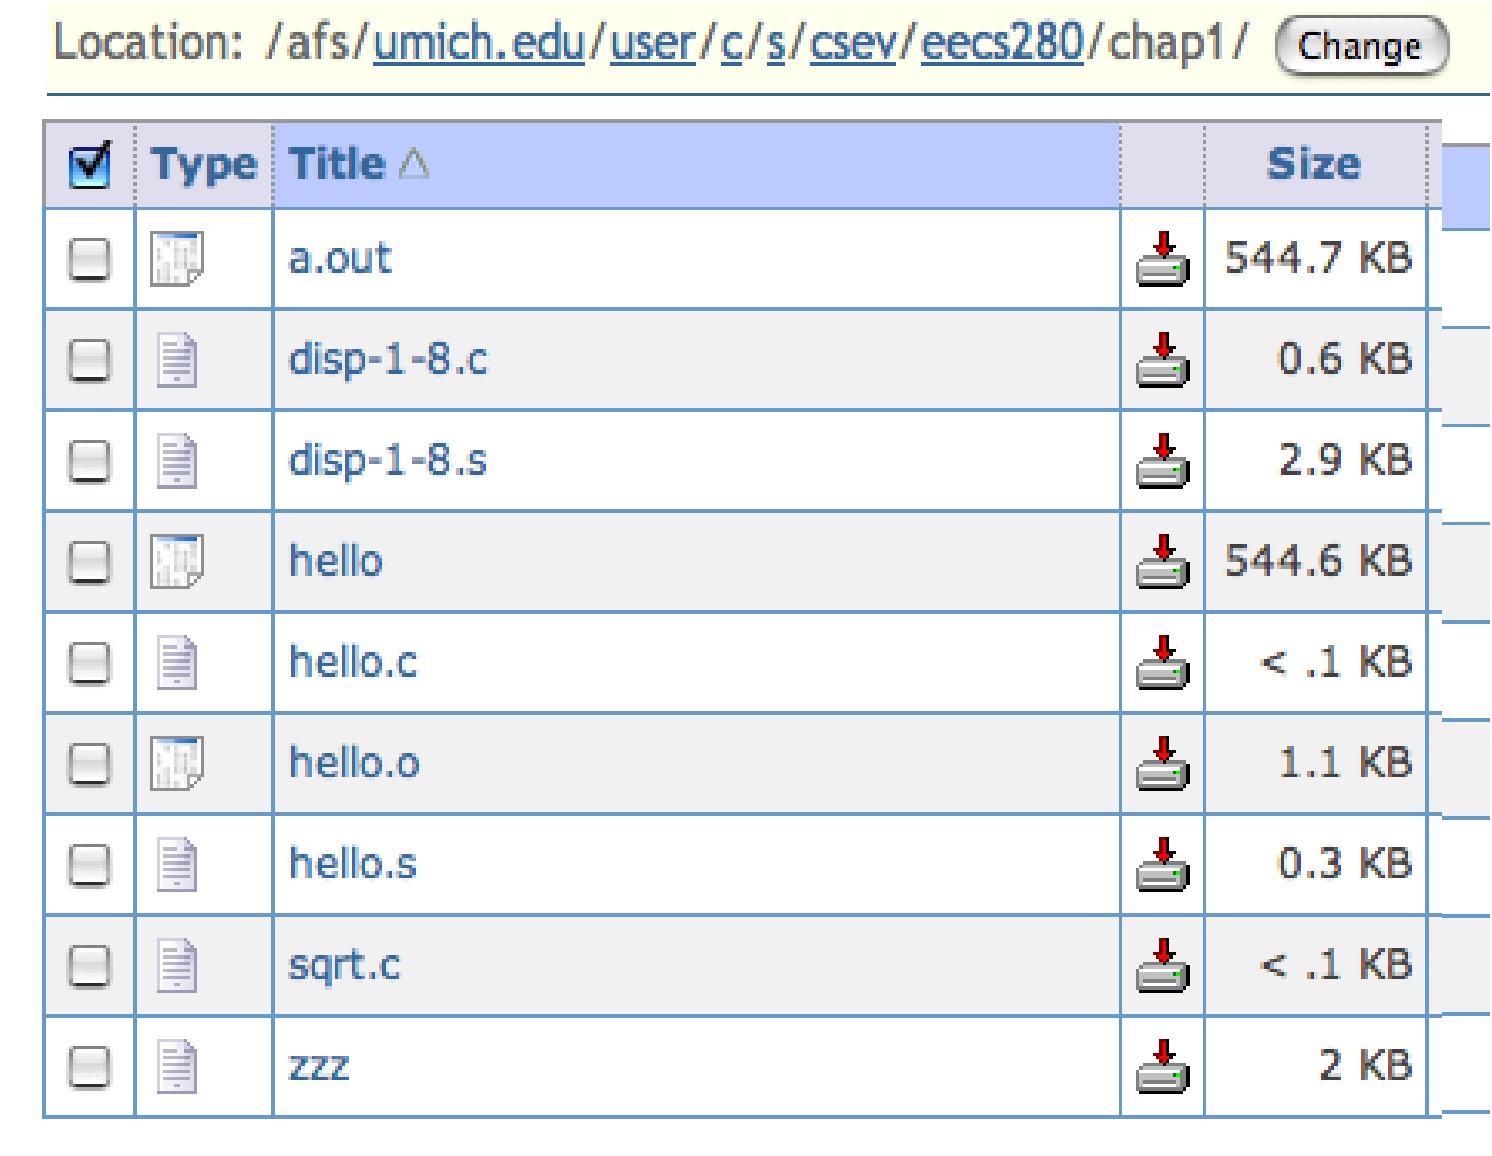 Location: /afs/umich.edu/user/c/s/csev/eecs280/chap1/ Change
Type Title Size
a.out 544.7 KB
disp-1-8.c 0.6 KB
disp-1-8.s 2.9 KB
hello 544.6 KB
hello.c < .1 KB
hello.o 1.1 KB
hello.s 0.3 KB
sqrt.c < .1 KB
zzz 2 KB